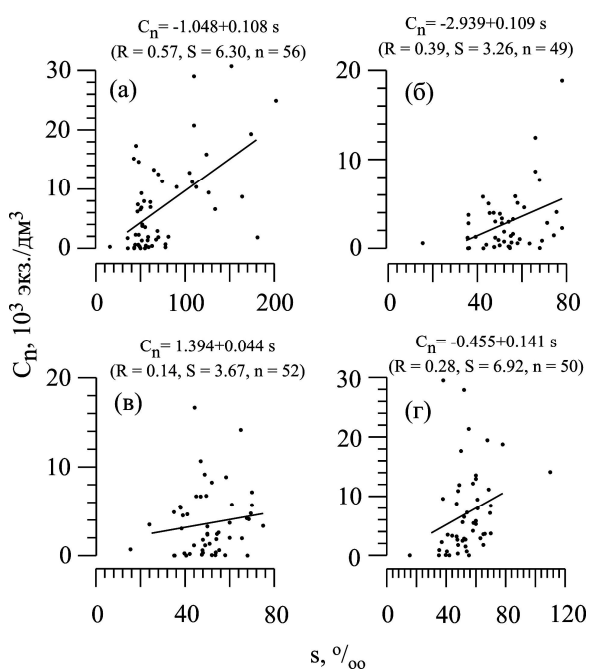 Cn= -1.048+0.108 s
(R = 0.57, S = 6.30, n = 56)
Cn= -2.939+0.109 s
(R = 0.39, S = 3.26, n = 49)
30
(а)
20
10
0
0
100
200
20
(б)
10
0
0
40
80
Cn, 10³ экз./дм³
Cn= 1.394+0.044 s
(R = 0.14, S = 3.67, n = 52)
Cn= -0.455+0.141 s
(R = 0.28, S = 6.92, n = 50)
20
(в)
10
0
0
40
80
30
(г)
20
10
0
0
40
80
120
s, ⁰/₀₀